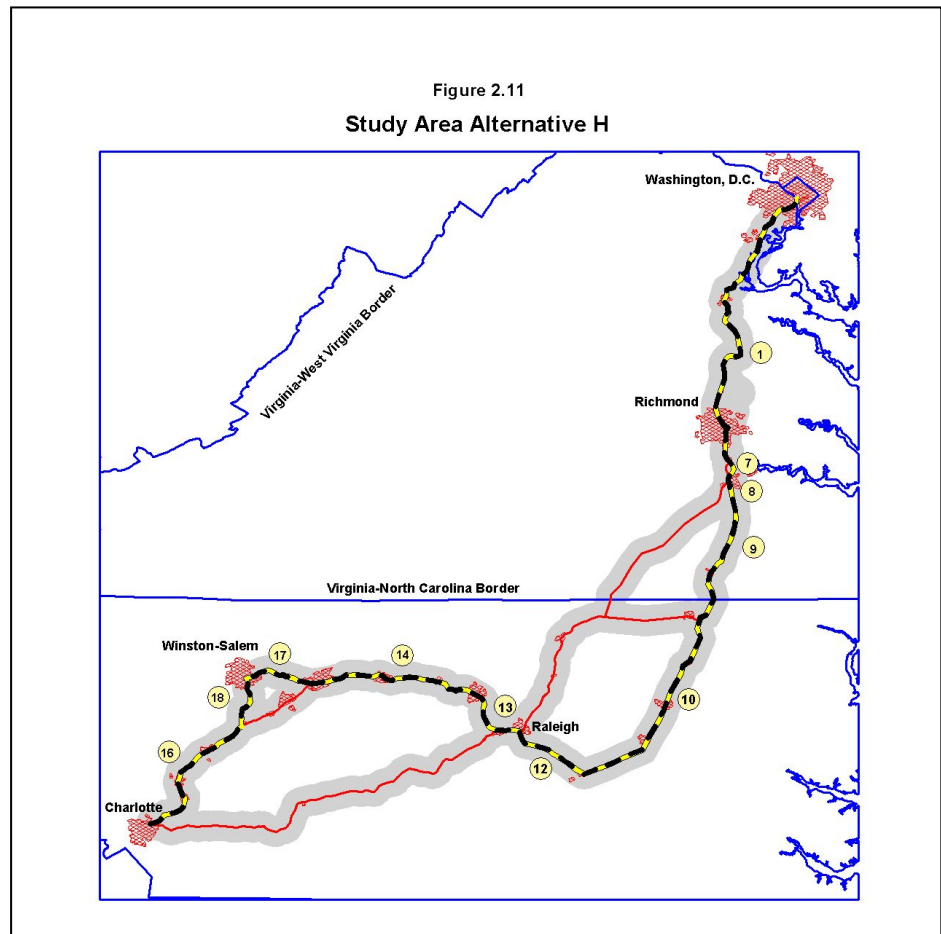 Figure 2.11
Study Area Alternative H
Washington, D.C.
Virginia-West Virginia Border
1
Richmond
7
8
9
Virginia-North Carolina Border
Winston-Salem
17
14
18
10
13
Raleigh
16
12
Charlotte